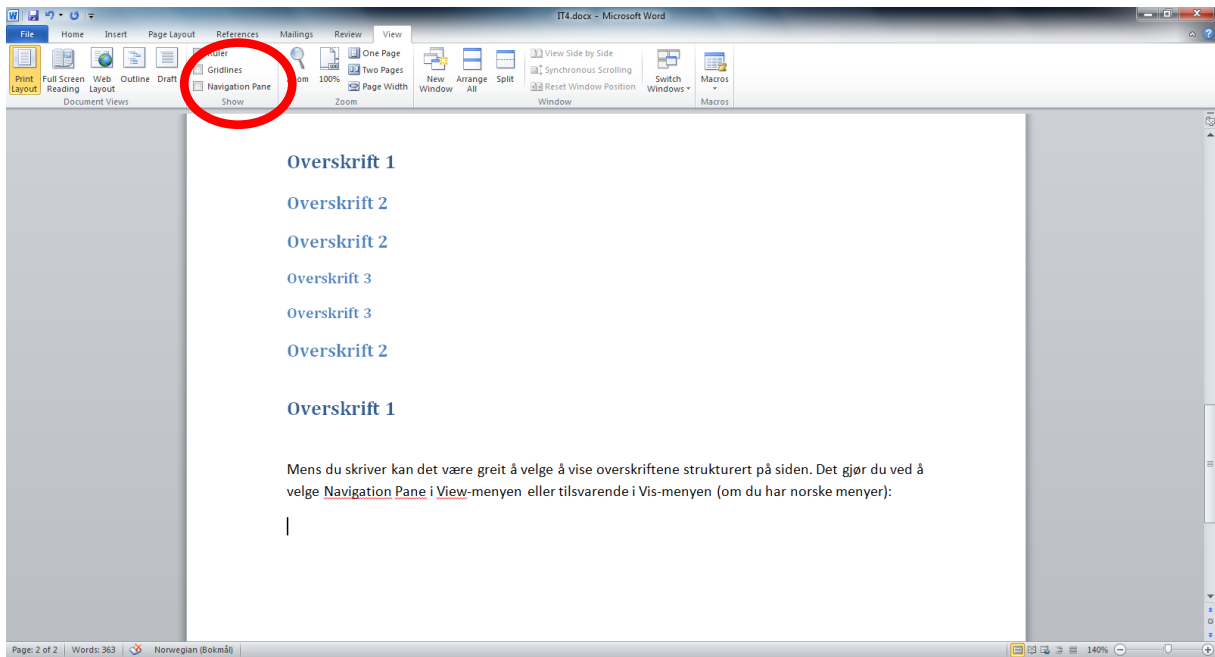 IT4.docx - Microsoft Word
File Home Insert Page Layout References Mailings Review View
Ruler
Gridlines
Navigation Pane
Print Layout
Full Screen Reading
Web Layout
Outline
Draft
Document Views
Show
100%
One Page
Two Pages
Page Width
Zoom
New Window
Arrange All
Split
View Side by Side
Synchronous Scrolling
Reset Window Position
Window
Switch Windows
Macros
Macros
Overskrift 1
Overskrift 2
Overskrift 2
Overskrift 3
Overskrift 3
Overskrift 2
Overskrift 1
Mens du skriver kan det være greit å velge å vise overskriftene strukturert på siden. Det gjør du ved å
velge Navigation Pane i View-menyen eller tilsvarende i Vis-menyen (om du har norske menyer):
Page: 2 of 2 Words: 363 Norwegian (Bokmål) 140%